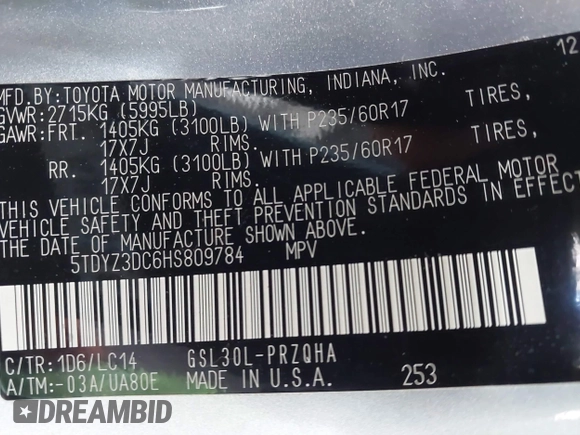 MFD.BY:TOYOTA MOTOR MANUFACTURING, INDIANA, INC. 12
GVWR:2715KG (5995LB)
GAWR:FRT. 1405KG (3100LB) WITH P235/60R17 TIRES,
17X7J RIMS.
RR. 1405KG (3100LB) WITH P235/60R17 TIRES,
17X7J RIMS.
THIS VEHICLE CONFORMS TO ALL APPLICABLE FEDERAL MOTOR
VEHICLE SAFETY AND THEFT PREVENTION STANDARDS IN EFFECT
THE DATE OF MANUFACTURE SHOWN ABOVE.
5TDYZ3DC6HS809784 MPV
C/TR:1D6/LC14 GSL30L-PRZQHA
A/TM:-03A/UA80E MADE IN U.S.A. 253
DREAMBID